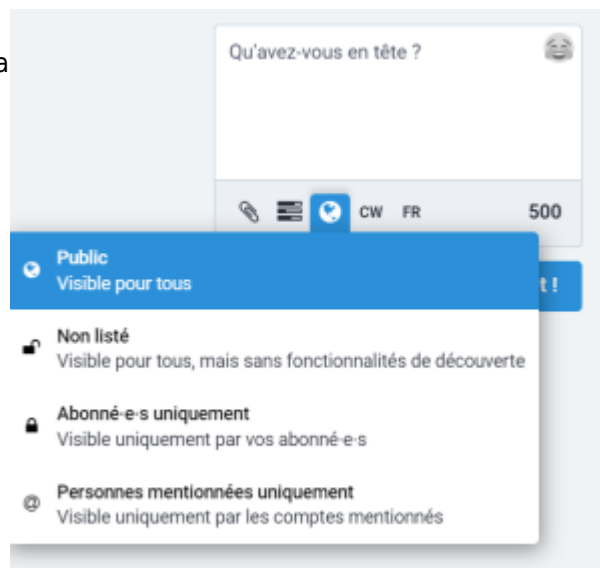 a
Qu'avez-vous en tête ?
CW FR 500
Public
Visible pour tous
t !
Non listé
Visible pour tous, mais sans fonctionnalités de découverte
Abonné·e·s uniquement
Visible uniquement par vos abonné·e·s
@ Personnes mentionnées uniquement
Visible uniquement par les comptes mentionnés